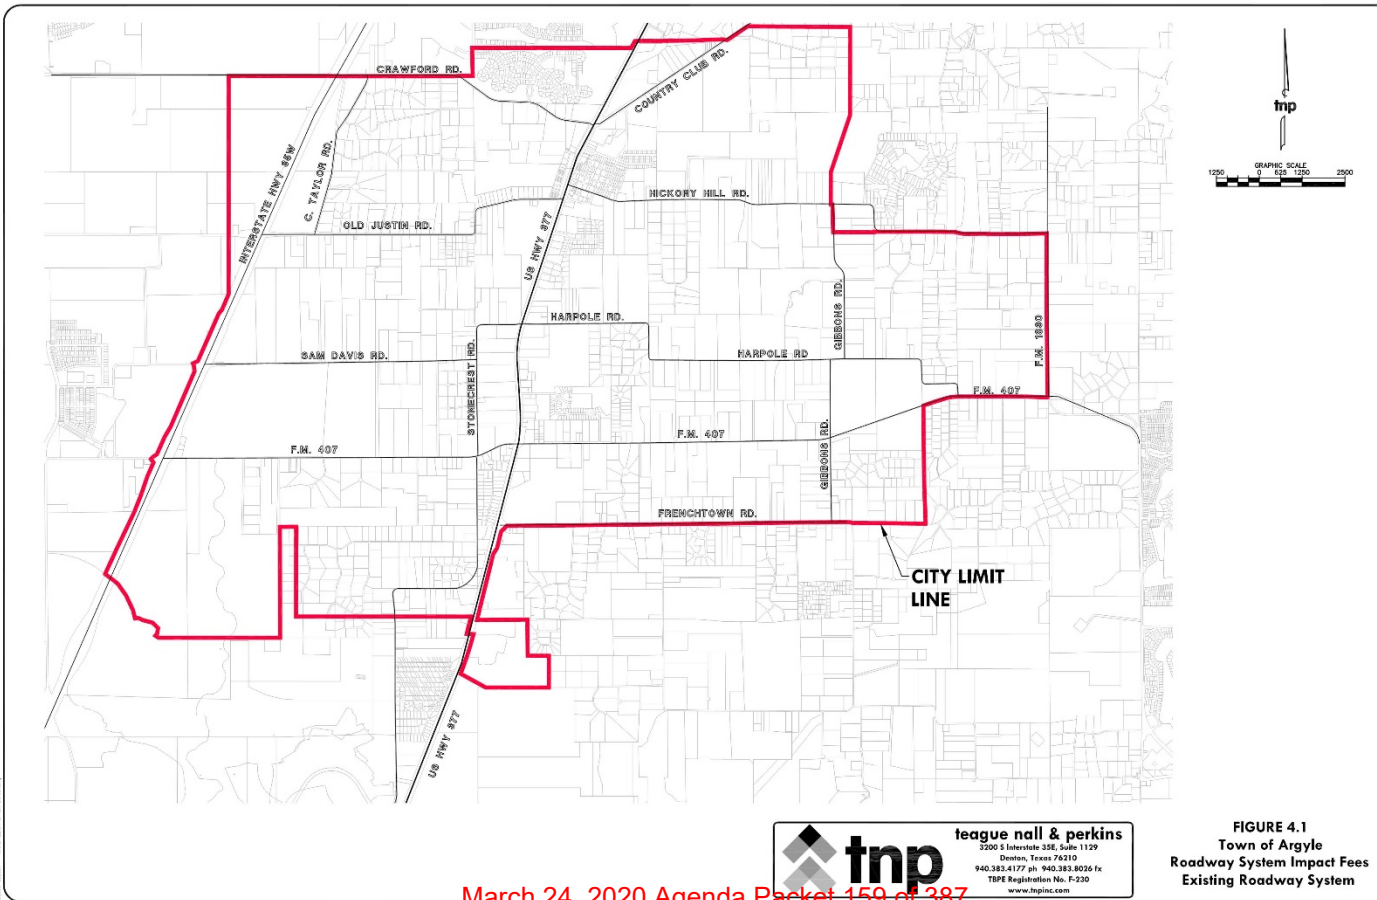 CRAWFORD RD.
COUNTRY CLUB RD.
INTERSTATE HWY 35W
C. TAYLOR RD.
OLD JUSTIN RD.
HICKORY HILL RD.
US HWY 377
HARPOLE RD.
SAM DAVIS RD.
STONECREST RD.
HARPOLE RD
GIBBONS RD.
F.M. 1830
F.M. 407
F.M. 407
F.M. 407
GIBBONS RD.
FRENCHTOWN RD.
CITY LIMIT
LINE
US HWY 377
tnp
GRAPHIC SCALE
1250 0 625 1250 2500
tnp
teague nall & perkins
3200 S Interstate 35E, Suite 1129
Denton, Texas 76210
940.383.4177 ph 940.383.8026 fx
TBPE Registration No. F-230
www.tnpinc.com
FIGURE 4.1
Town of Argyle
Roadway System Impact Fees
Existing Roadway System
March 24, 2020 Agenda Packet 159 of 387